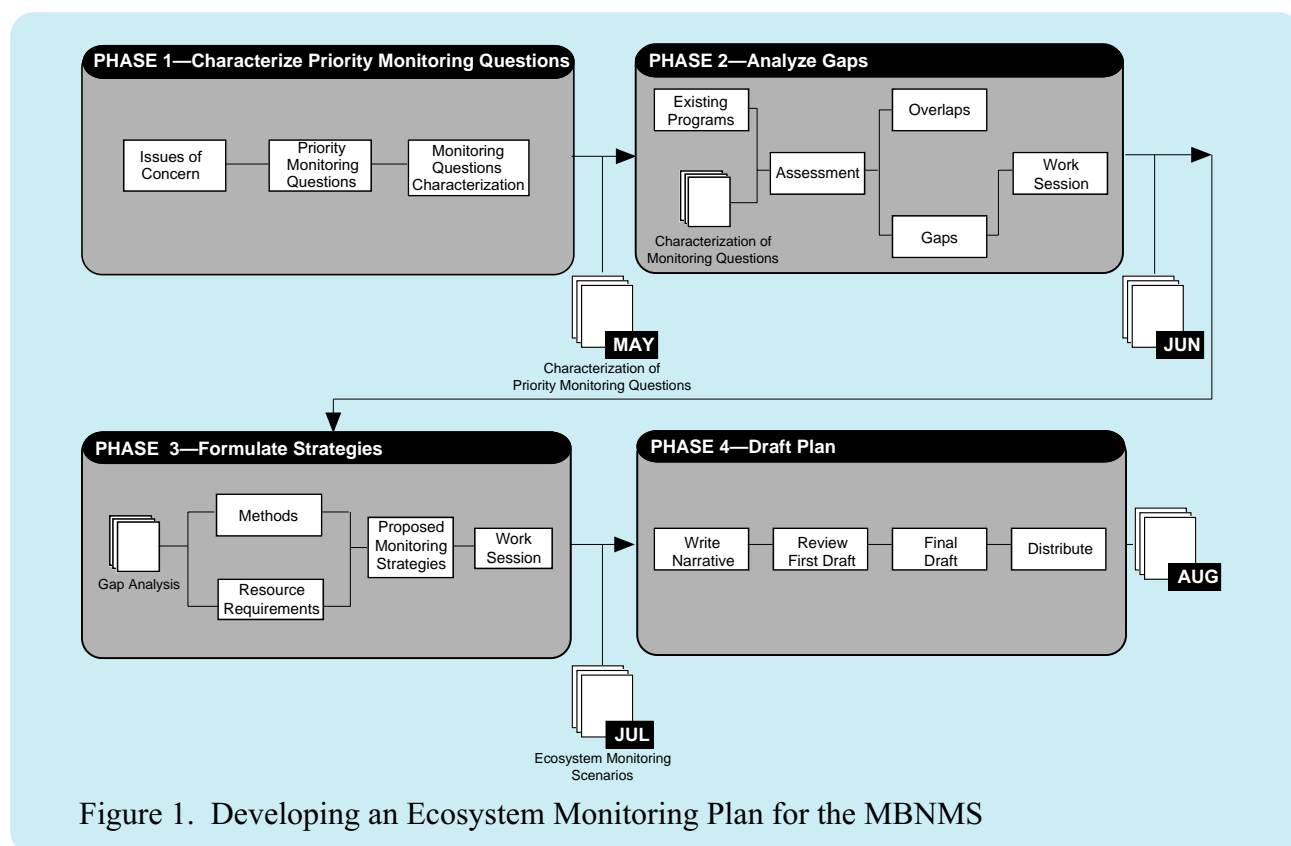 PHASE 1—Characterize Priority Monitoring Questions
Issues of
Concern
Priority
Monitoring
Questions
Monitoring
Questions
Characterization
MAY
Characterization of
Priority Monitoring Questions
PHASE 2—Analyze Gaps
Existing
Programs
Characterization of
Monitoring Questions
Assessment
Overlaps
Gaps
Work
Session
JUN
PHASE  3—Formulate Strategies
Gap Analysis
Methods
Resource
Requirements
Proposed
Monitoring
Strategies
Work
Session
JUL
Ecosystem Monitoring
Scenarios
PHASE 4—Draft Plan
Write
Narrative
Review
First Draft
Final
Draft
Distribute
AUG
Figure 1.  Developing an Ecosystem Monitoring Plan for the MBNMS